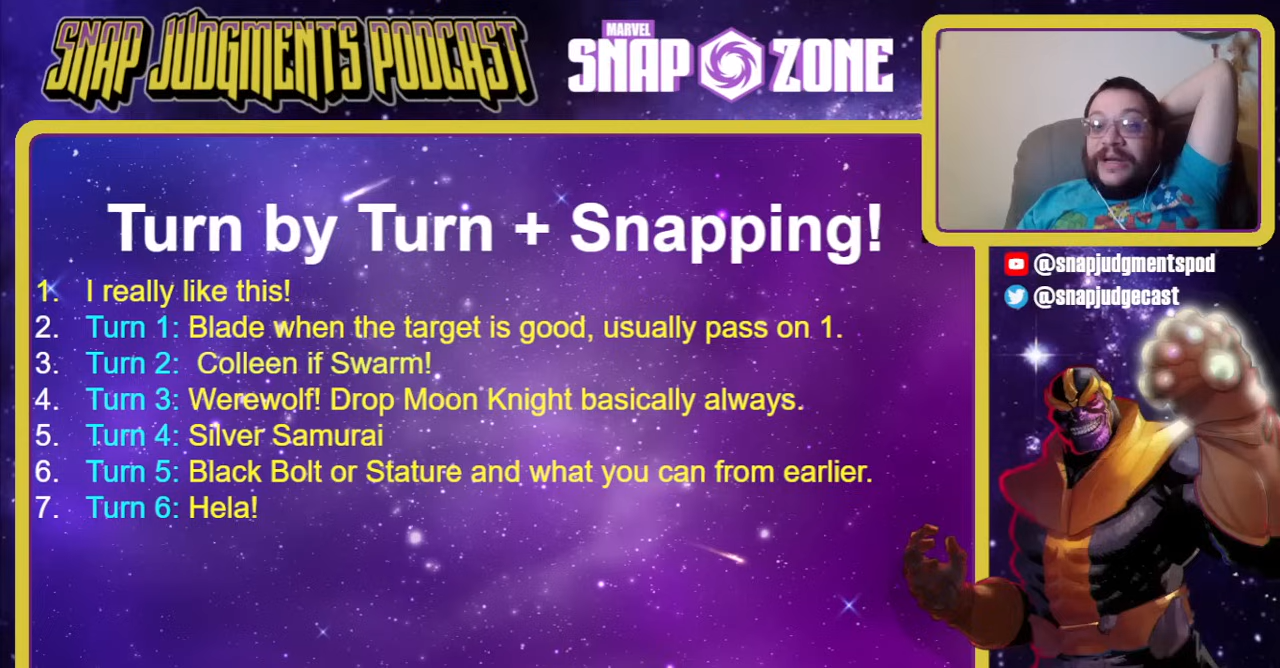 SNAP JUDGMENTS PODCAST
MARVEL
SNAP ZONE
Turn by Turn + Snapping!
1. I really like this!
2. Turn 1: Blade when the target is good, usually pass on 1.
3. Turn 2: Colleen if Swarm!
4. Turn 3: Werewolf! Drop Moon Knight basically always.
5. Turn 4: Silver Samurai
6. Turn 5: Black Bolt or Stature and what you can from earlier.
7. Turn 6: Hela!
@snapjudgmentspod
@snapjudgecast